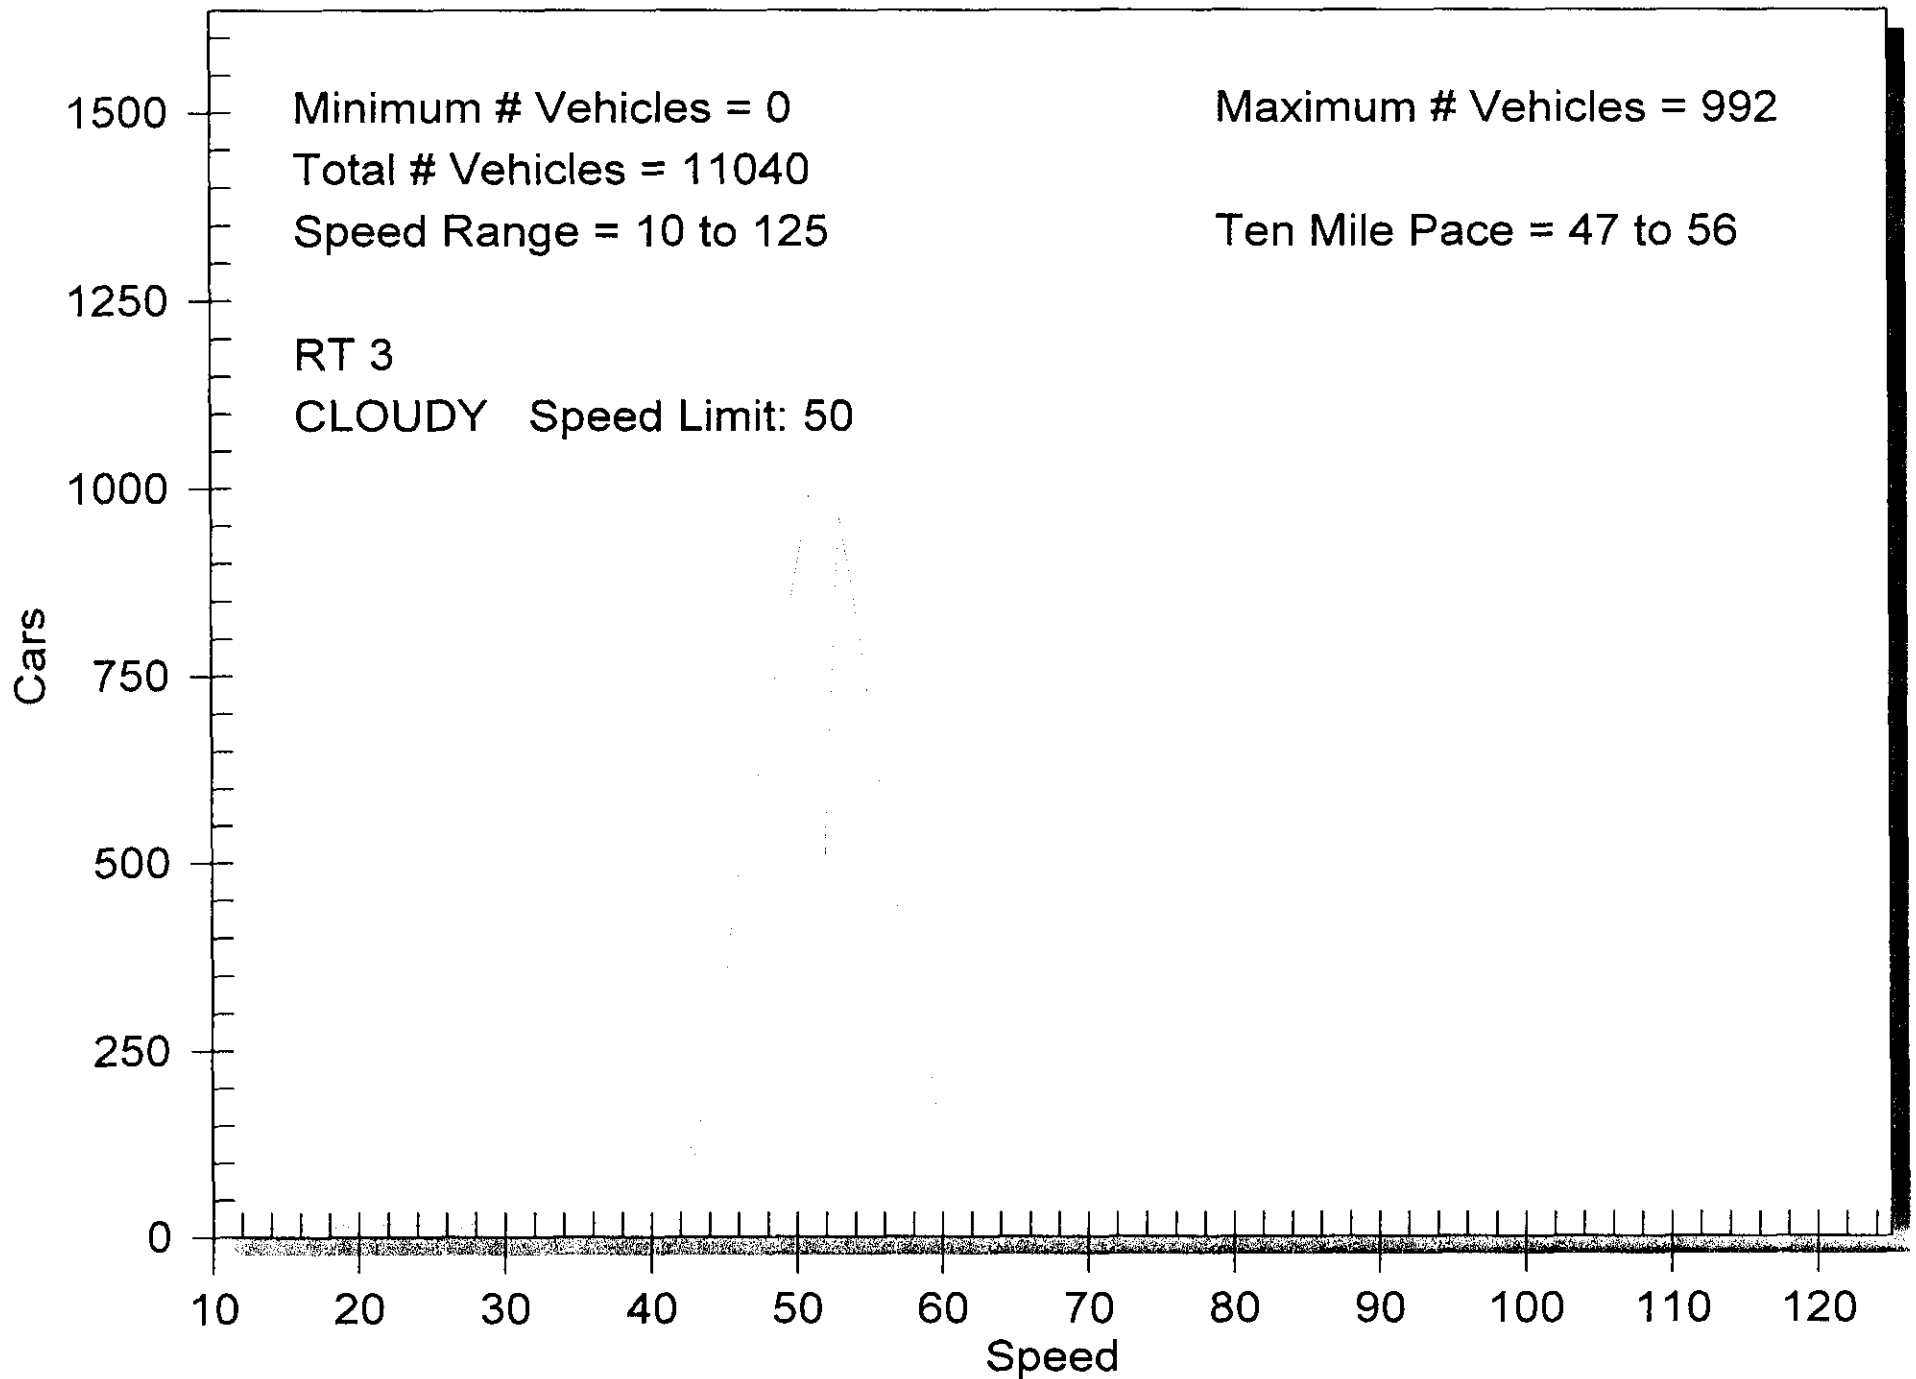 Minimum # Vehicles = 0
Maximum # Vehicles = 992
Total # Vehicles = 11040
Speed Range = 10 to 125
Ten Mile Pace = 47 to 56
RT 3
CLOUDY Speed Limit: 50
Cars
1500
1250
1000
750
500
250
0
10 20 30 40 50 60 70 80 90 100 110 120
Speed